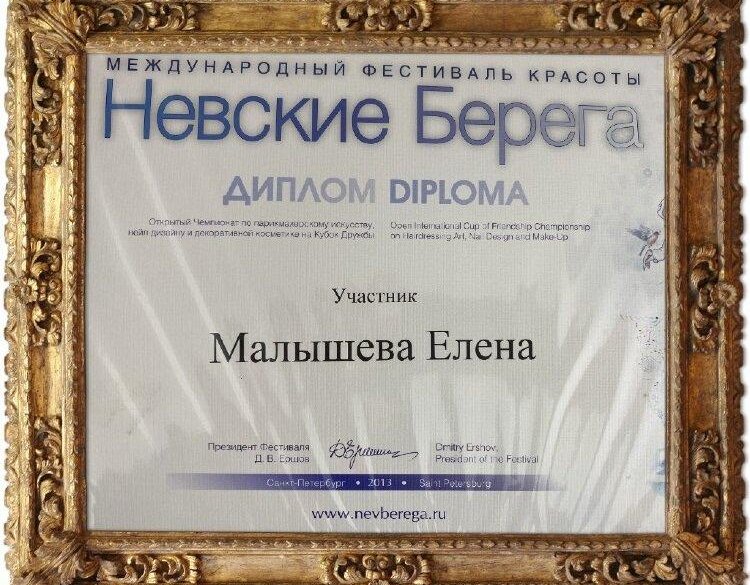 МЕЖДУНАРОДНЫЙ ФЕСТИВАЛЬ КРАСОТЫ
Невские Берега
ДИПЛОМ DIPLOMA
Открытый Чемпионат по парикмахерскому искусству, Open International Cup of Friendship Championship
нейл дизайну и декоративной косметике на Кубок Дружбы on Hairdressing Art, Nail Design and Make-Up
Участник
Малышева Елена
Президент Фестиваля Dmitry Ershov,
Д. В. Ершов President of the Festival
Санкт-Петербург • 2013 • Saint Petersburg
www.nevberega.ru